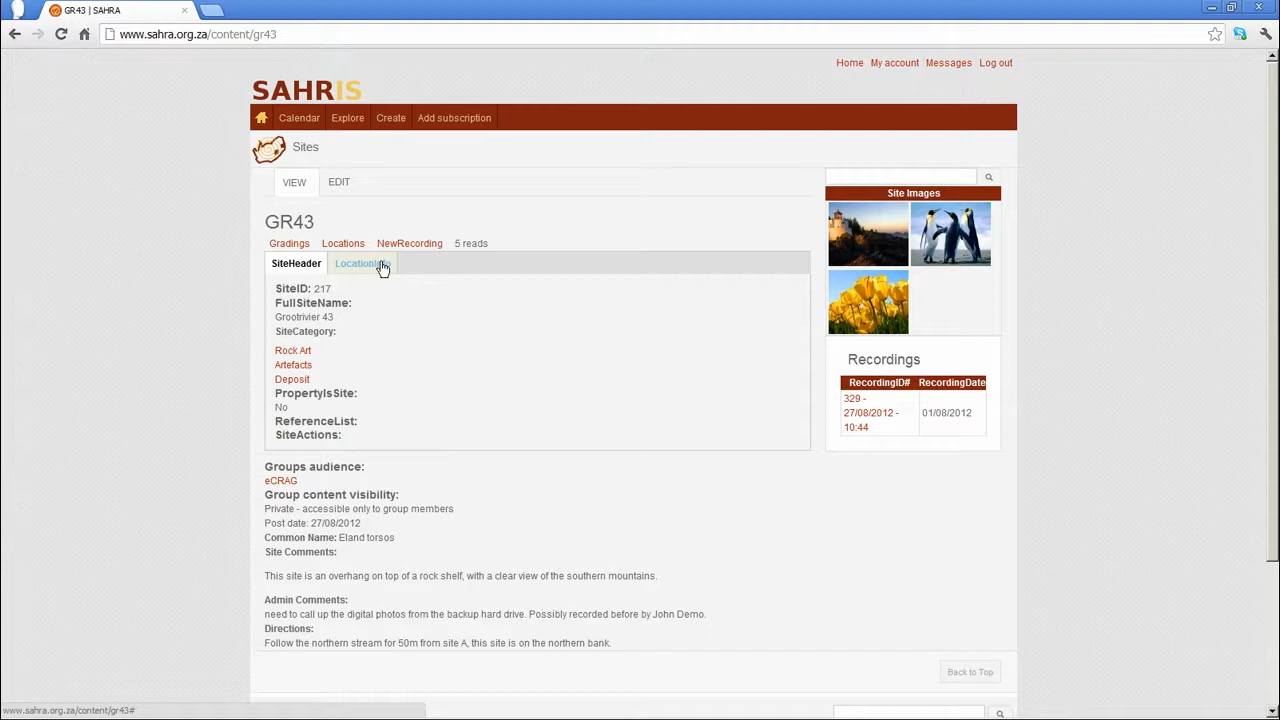 GR43 | SAHRA
www.sahra.org.za/content/gr43
Home My account Messages Log out
SAHRIS
Calendar Explore Create Add subscription
Sites
VIEW EDIT
Site Images
GR43
Gradings Locations NewRecording 5 reads
SiteHeader
SiteID: 217
FullSiteName:
Grootrivier 43
SiteCategory:
Rock Art
Artefacts
Deposit
PropertyIsSite:
No
ReferenceList:
SiteActions:
Recordings
RecordingID# RecordingDate
329 -
27/08/2012 - 01/08/2012
10:44
Groups audience:
eCRAG
Group content visibility:
Private - accessible only to group members
Post date: 27/08/2012
Common Name: Eland torsos
Site Comments:
This site is an overhang on top of a rock shelf, with a clear view of the southern mountains.
Admin Comments:
need to call up the digital photos from the backup hard drive. Possibly recorded before by John Demo.
Directions:
Follow the northern stream for 50m from site A, this site is on the northern bank.
Back to Top
www.sahra.org.za/content/gr43#